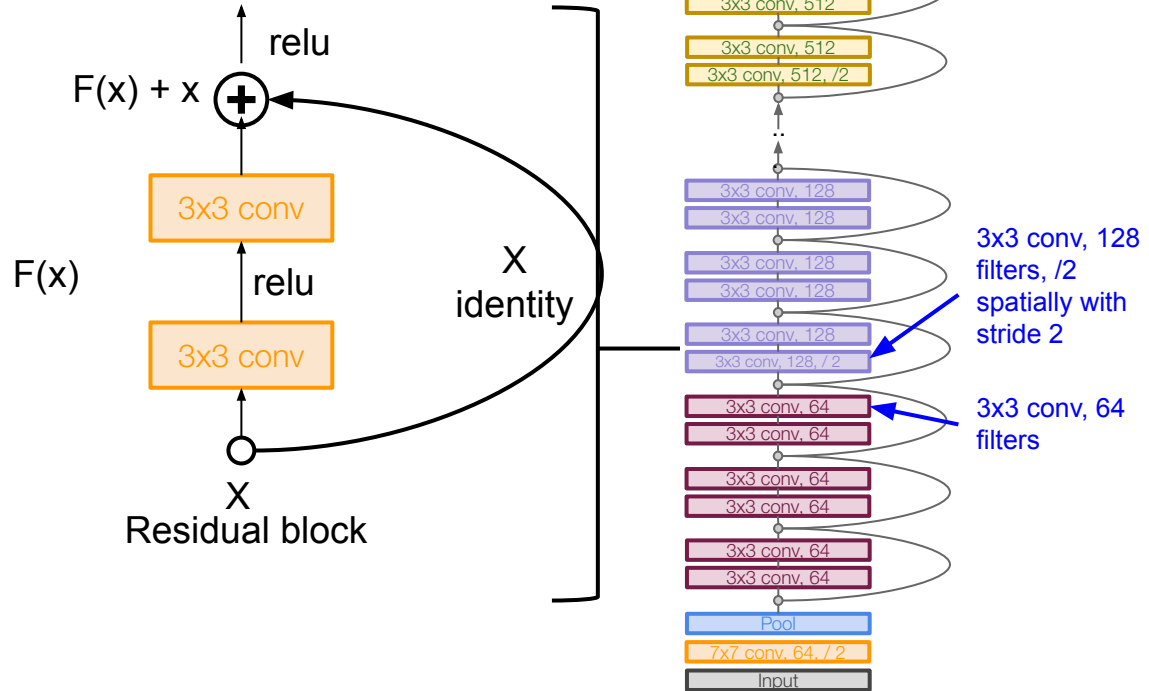 relu
F(x) + x
3x3 conv
F(x)
relu
X
identity
3x3 conv
X
Residual block
3x3 conv, 512
3x3 conv, 512
3x3 conv, 512, /2
..
3x3 conv, 128
3x3 conv, 128
3x3 conv, 128
3x3 conv, 128
3x3 conv, 128
3x3 conv, 128, / 2
3x3 conv, 64
3x3 conv, 64
3x3 conv, 64
3x3 conv, 64
3x3 conv, 64
3x3 conv, 64
Pool
7x7 conv, 64, / 2
Input
3x3 conv, 128
filters, /2
spatially with
stride 2
3x3 conv, 64
filters